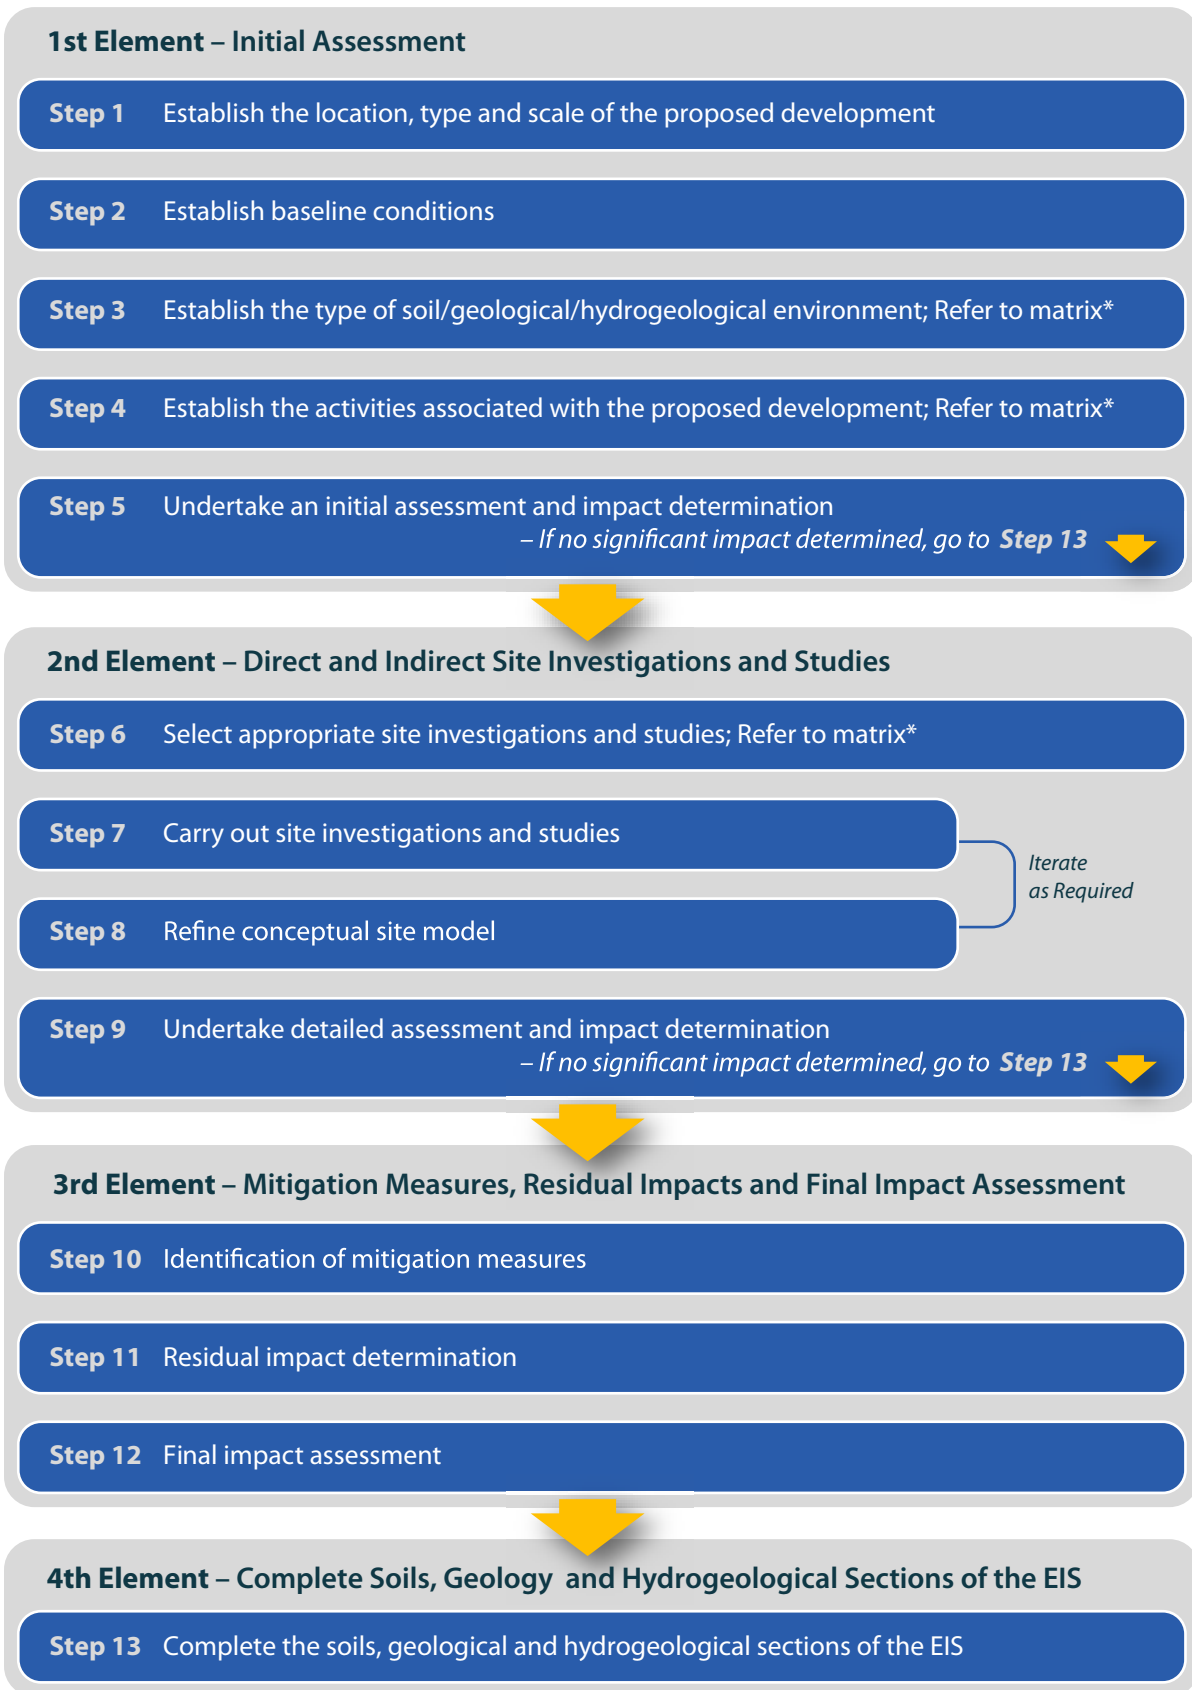 1st Element – Initial Assessment
Step 1 Establish the location, type and scale of the proposed development
Step 2 Establish baseline conditions
Step 3 Establish the type of soil/geological/hydrogeological environment; Refer to matrix*
Step 4 Establish the activities associated with the proposed development; Refer to matrix*
Step 5 Undertake an initial assessment and impact determination
– If no significant impact determined, go to Step 13
2nd Element – Direct and Indirect Site Investigations and Studies
Step 6 Select appropriate site investigations and studies; Refer to matrix*
Step 7 Carry out site investigations and studies
Iterate
as Required
Step 8 Refine conceptual site model
Step 9 Undertake detailed assessment and impact determination
– If no significant impact determined, go to Step 13
3rd Element – Mitigation Measures, Residual Impacts and Final Impact Assessment
Step 10 Identification of mitigation measures
Step 11 Residual impact determination
Step 12 Final impact assessment
4th Element – Complete Soils, Geology and Hydrogeological Sections of the EIS
Step 13 Complete the soils, geological and hydrogeological sections of the EIS